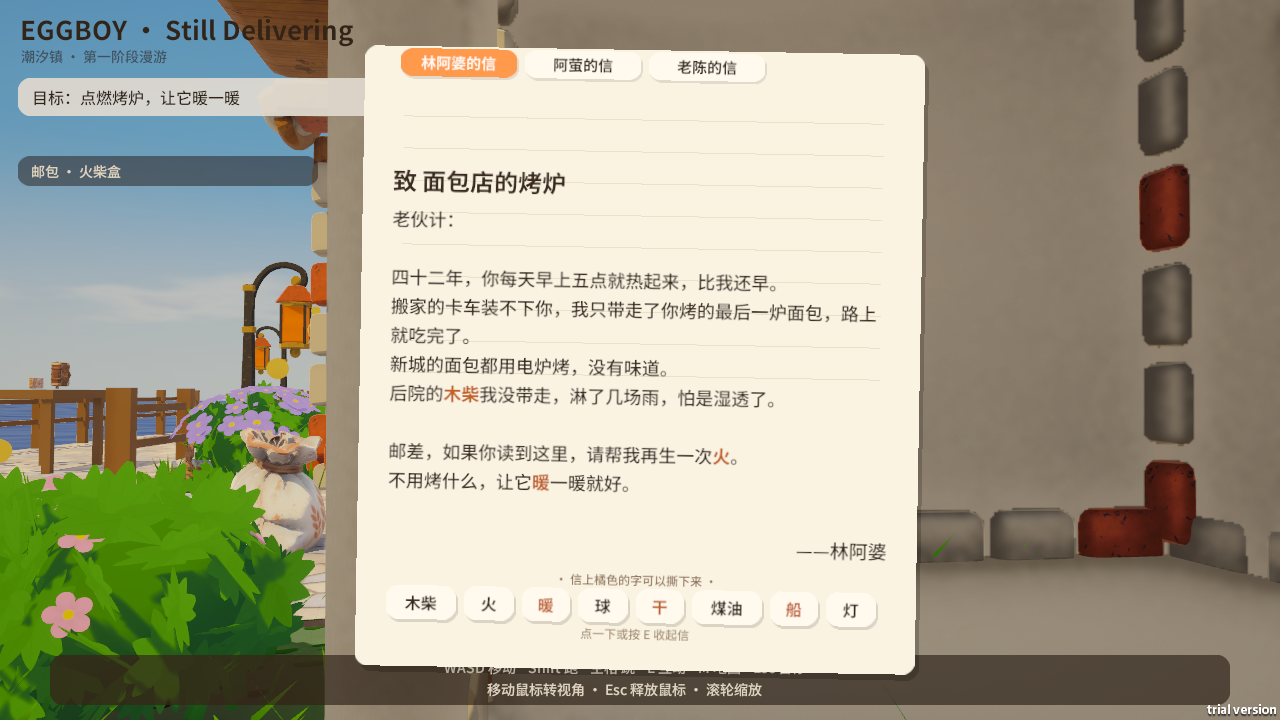 EGGBOY · Still Delivering
潮汐镇 · 第一阶段漫游
目标：点燃烤炉，让它暖一暖
邮包 · 火柴盒
林阿婆的信
阿萤的信
老陈的信
致 面包店的烤炉
老伙计：
四十二年，你每天早上五点就热起来，比我还早。
搬家的卡车装不下你，我只带走了你烤的最后一炉面包，路上
就吃完了。
新城的面包都用电炉烤，没有味道。
后院的木柴我没带走，淋了几场雨，怕是湿透了。
邮差，如果你读到这里，请帮我再生一次火。
不用烤什么，让它暖一暖就好。
——林阿婆
· 信上橘色的字可以撕下来 ·
木柴 火 暖 球 干 煤油 船 灯
点一下或按 E 收起信
移动鼠标转视角 · Esc 释放鼠标 · 滚轮缩放
trial version